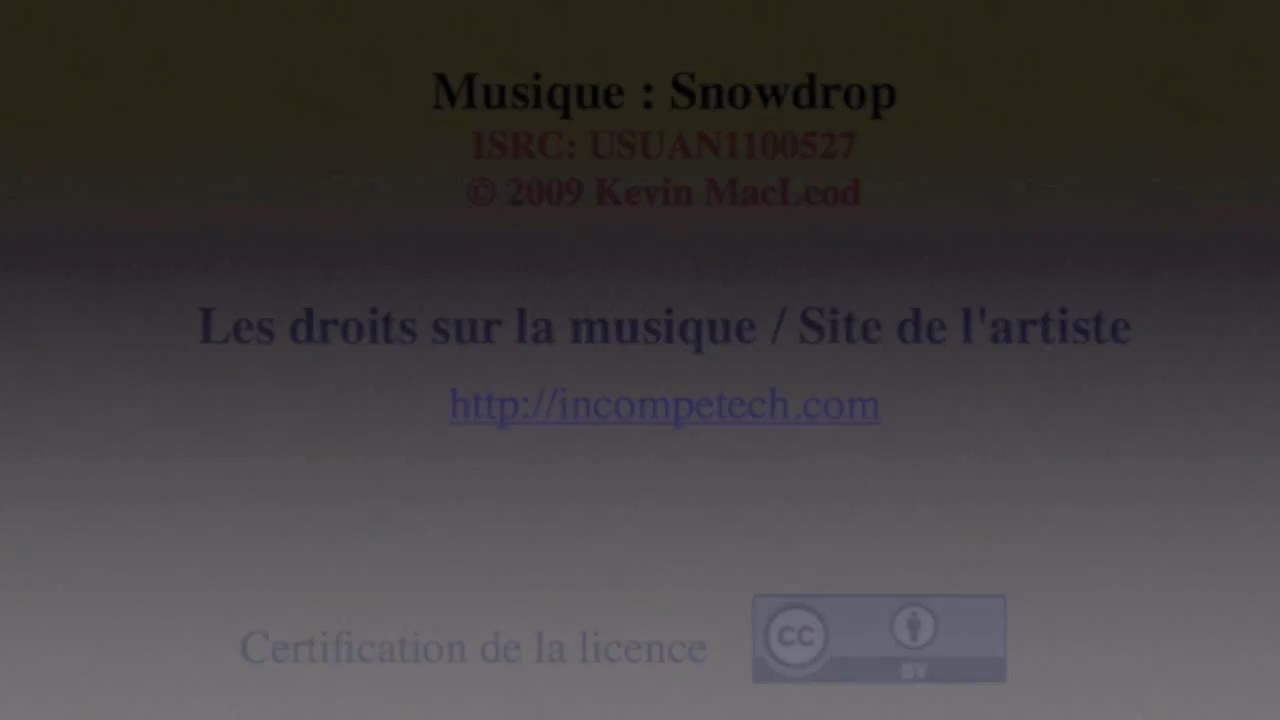 Musique : Snowdrop
ISRC: USUAN1100527
© 2009 Kevin MacLeod
Les droits sur la musique / Site de l'artiste
http://incompetech.com
Certification de la licence
CC
BY